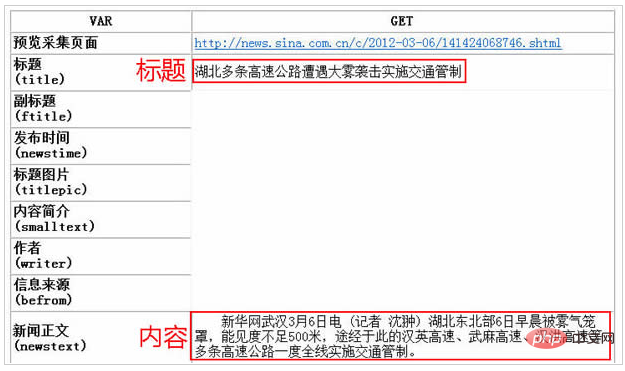 VAR GET
预览采集页面 http://news.sina.com.cn/c/2012-03-06/141424068746.shtml
标题
(title)
标题 湖北多条高速公路遭遇大雾袭击实施交通管制
副标题
(ftitle)
发布时间
(newstime)
标题图片
(titlepic)
内容简介
(smalltext)
作者
(writer)
信息来源
(befrom)
新闻正文
(newstext)
内容
新华网武汉3月6日电（记者 沈翀）湖北东北部6日早晨被雾气笼
罩，能见度不足500米，途经于此的汉英高速、武麻高速、汉洪高速等
多条高速公路一度全线实施交通管制。
php 中文网